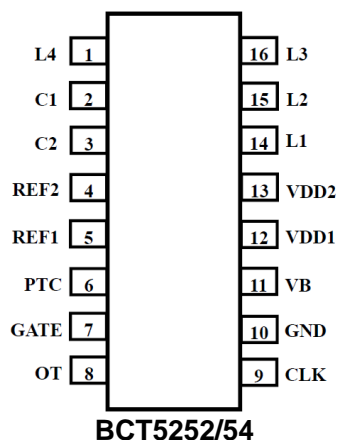 L4 1 16 L3
C1 2 15 L2
C2 3 14 L1
REF2 4 13 VDD2
REF1 5 12 VDD1
PTC 6 11 VB
GATE 7 10 GND
OT 8 9 CLK
BCT5252/54